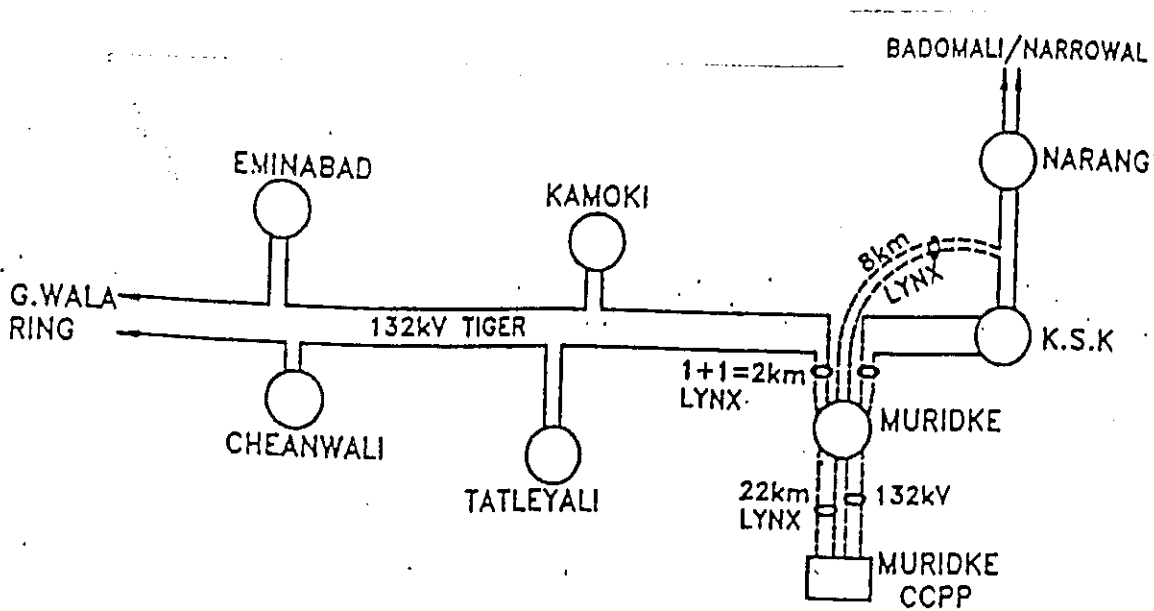 BADOMALI/NARROWAL
NARANG
EMINABAD
KAMOKI
8km
LYNX
G.WALA
RING
132kV TIGER
K.S.K
1+1=2km
LYNX
MURIDKE
CHEANWALI
TATLEYALI
22km
LYNX
132kV
MURIDKE
CCPP